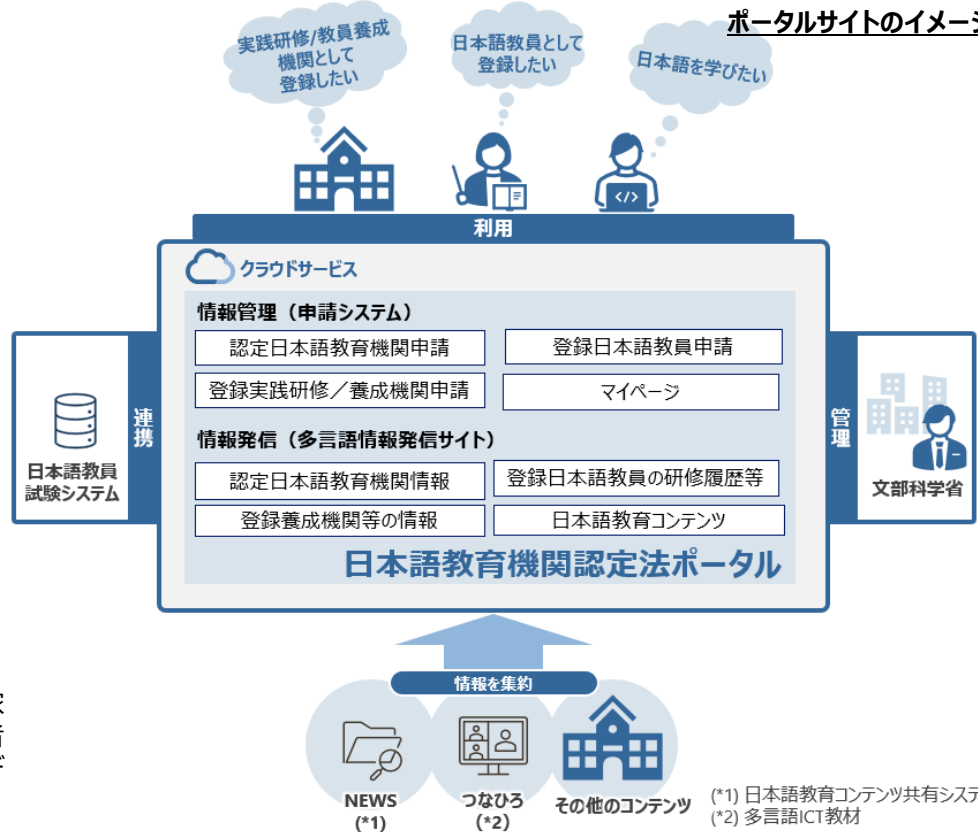 ポータルサイトのイメージ
実践研修/教員養成
機関として
登録したい
日本語教員として
登録したい
日本語を学びたい
利用
クラウドサービス
情報管理（申請システム）
認定日本語教育機関申請
登録日本語教員申請
登録実践研修／養成機関申請
マイページ
情報発信（多言語情報発信サイト）
認定日本語教育機関情報
登録日本語教員の研修履歴等
登録養成機関等の情報
日本語教育コンテンツ
日本語教育機関認定法ポータル
連携
日本語教員
試験システム
管理
文部科学省
情報を集約
NEWS
(*1)
つなひろ
(*2)
その他のコンテンツ
(*1) 日本語教育コンテンツ共有システ
(*2) 多言語ICT教材